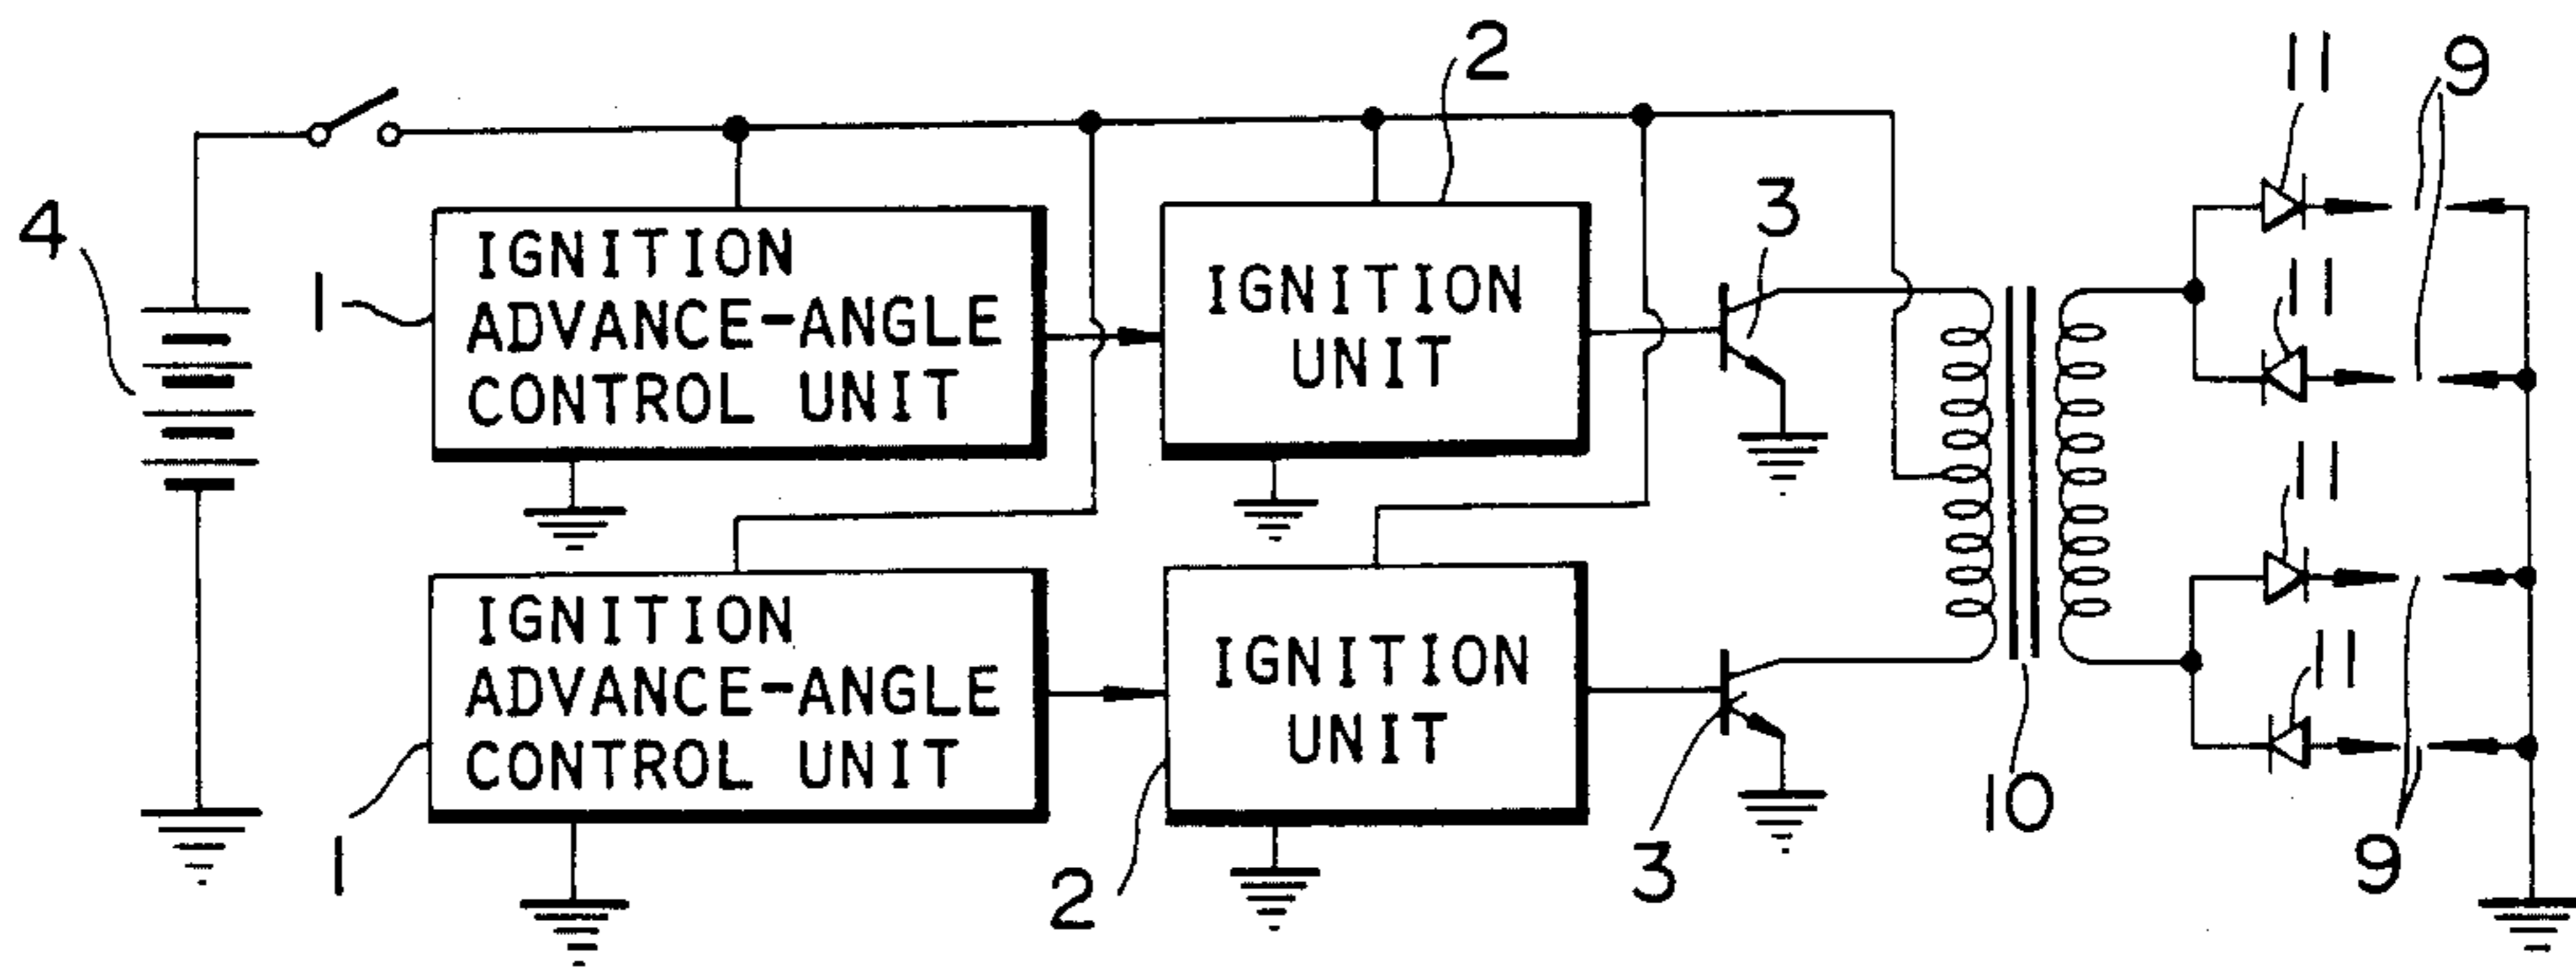 2
11
9
4
1
IGNITION
ADVANCE-ANGLE
CONTROL UNIT
IGNITION
UNIT
3
11
11
1
IGNITION
ADVANCE-ANGLE
CONTROL UNIT
2
IGNITION
UNIT
3
10
11
9